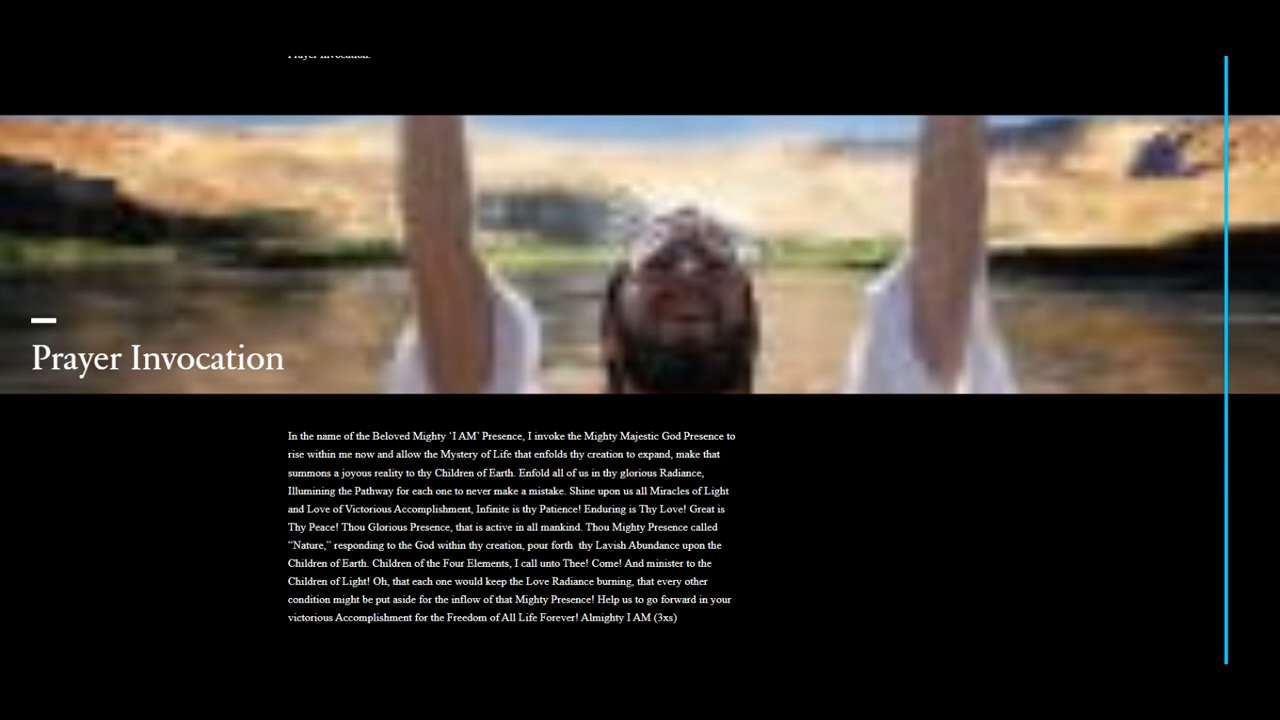 Prayer Invocation.
Prayer Invocation
In the name of the Beloved Mighty ‘I AM’ Presence, I invoke the Mighty Majestic God Presence to
rise within me now and allow the Mystery of Life that enfolds thy creation to expand, make that
summons a joyous reality to thy Children of Earth. Enfold all of us in thy glorious Radiance,
Illumining the Pathway for each one to never make a mistake. Shine upon us all Miracles of Light
and Love of Victorious Accomplishment, Infinite is thy Patience! Enduring is Thy Love! Great is
Thy Peace! Thou Glorious Presence, that is active in all mankind. Thou Mighty Presence called
“Nature,” responding to the God within thy creation, pour forth  thy Lavish Abundance upon the
Children of Earth. Children of the Four Elements, I call unto Thee! Come! And minister to the
Children of Light! Oh, that each one would keep the Love Radiance burning, that every other
condition might be put aside for the inflow of that Mighty Presence! Help us to go forward in your
victorious Accomplishment for the Freedom of All Life Forever! Almighty I AM (3xs)